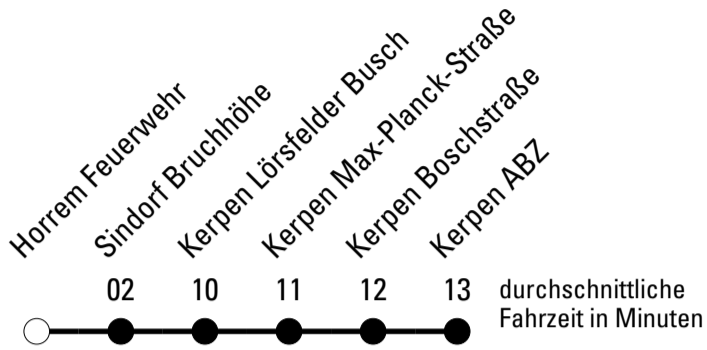 Horrem Feuerwehr
Sindorf Bruchhöhe
Kerpen Lörsfelder Busch
Kerpen Max-Planck-Straße
Kerpen Boschstraße
Kerpen ABZ
02 10 11 12 13
durchschnittliche
Fahrzeit in Minuten